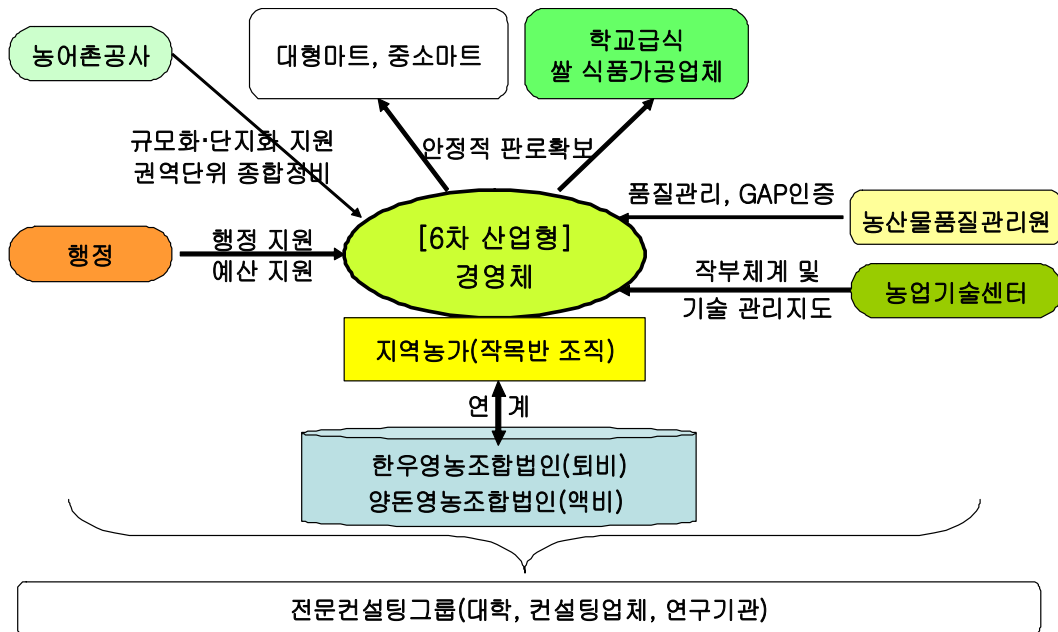 농어촌공사
대형마트, 중소마트
학교급식
쌀 식품가공업체
규모화·단지화 지원
권역단위 종합정비
안정적 판로확보
품질관리, GAP인증
농산물품질관리원
행정
행정 지원
예산 지원
[6차 산업형]
경영체
작부체계 및
기술 관리지도
농업기술센터
지역농가(작목반 조직)
연 계
한우영농조합법인(퇴비)
양돈영농조합법인(액비)
전문컨설팅그룹(대학, 컨설팅업체, 연구기관)